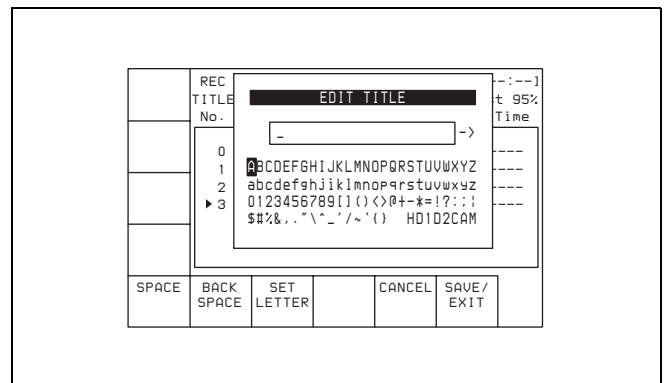 REC --:--]
TITLE EDIT TITLE t 95%
No. Time
_ ->
0 ----
1 ABCDEFGHIJKLMNOPQRSTUVWXYZ ----
2 abcdefghijklmnopqrstuvwxyz ----
▶3 0123456789[]()<>@+-*=!?:;¦ ----
$#%&,."\^_'/~`{} HD1D2CAM
SPACE BACK SET CANCEL SAVE/
SPACE LETTER EXIT